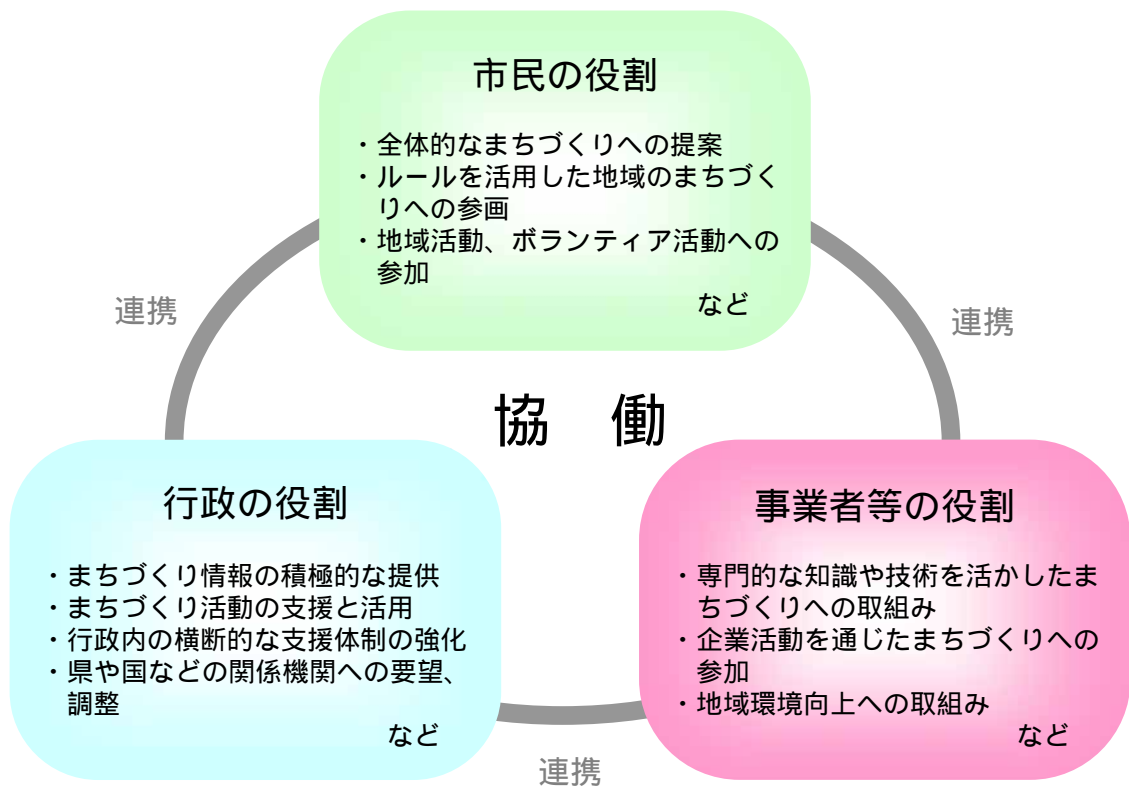 市民の役割
・全体的なまちづくりへの提案
・ルールを活用した地域のまちづく
りへの参画
・地域活動、ボランティア活動への
参加
など
連携
連携
協　働
行政の役割
・まちづくり情報の積極的な提供
・まちづくり活動の支援と活用
・行政内の横断的な支援体制の強化
・県や国などの関係機関への要望、
調整
など
事業者等の役割
・専門的な知識や技術を活かしたま
ちづくりへの取組み
・企業活動を通じたまちづくりへの
参加
・地域環境向上への取組み
など
連携